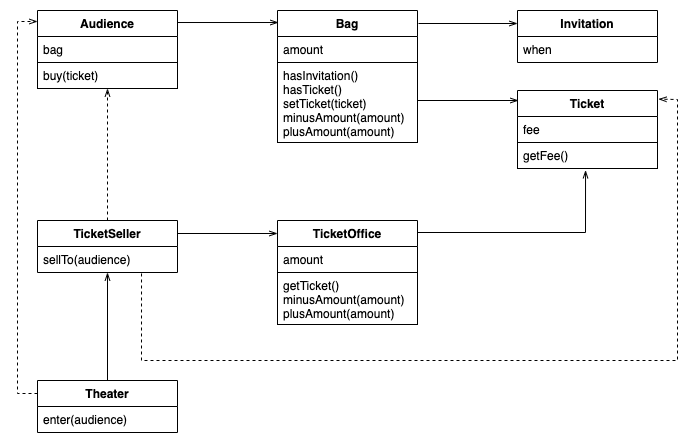 Audience
bag
buy(ticket)
Bag
amount
hasInvitation()
hasTicket()
setTicket(ticket)
minusAmount(amount)
plusAmount(amount)
Invitation
when
Ticket
fee
getFee()
TicketSeller
sellTo(audience)
TicketOffice
amount
getTicket()
minusAmount(amount)
plusAmount(amount)
Theater
enter(audience)